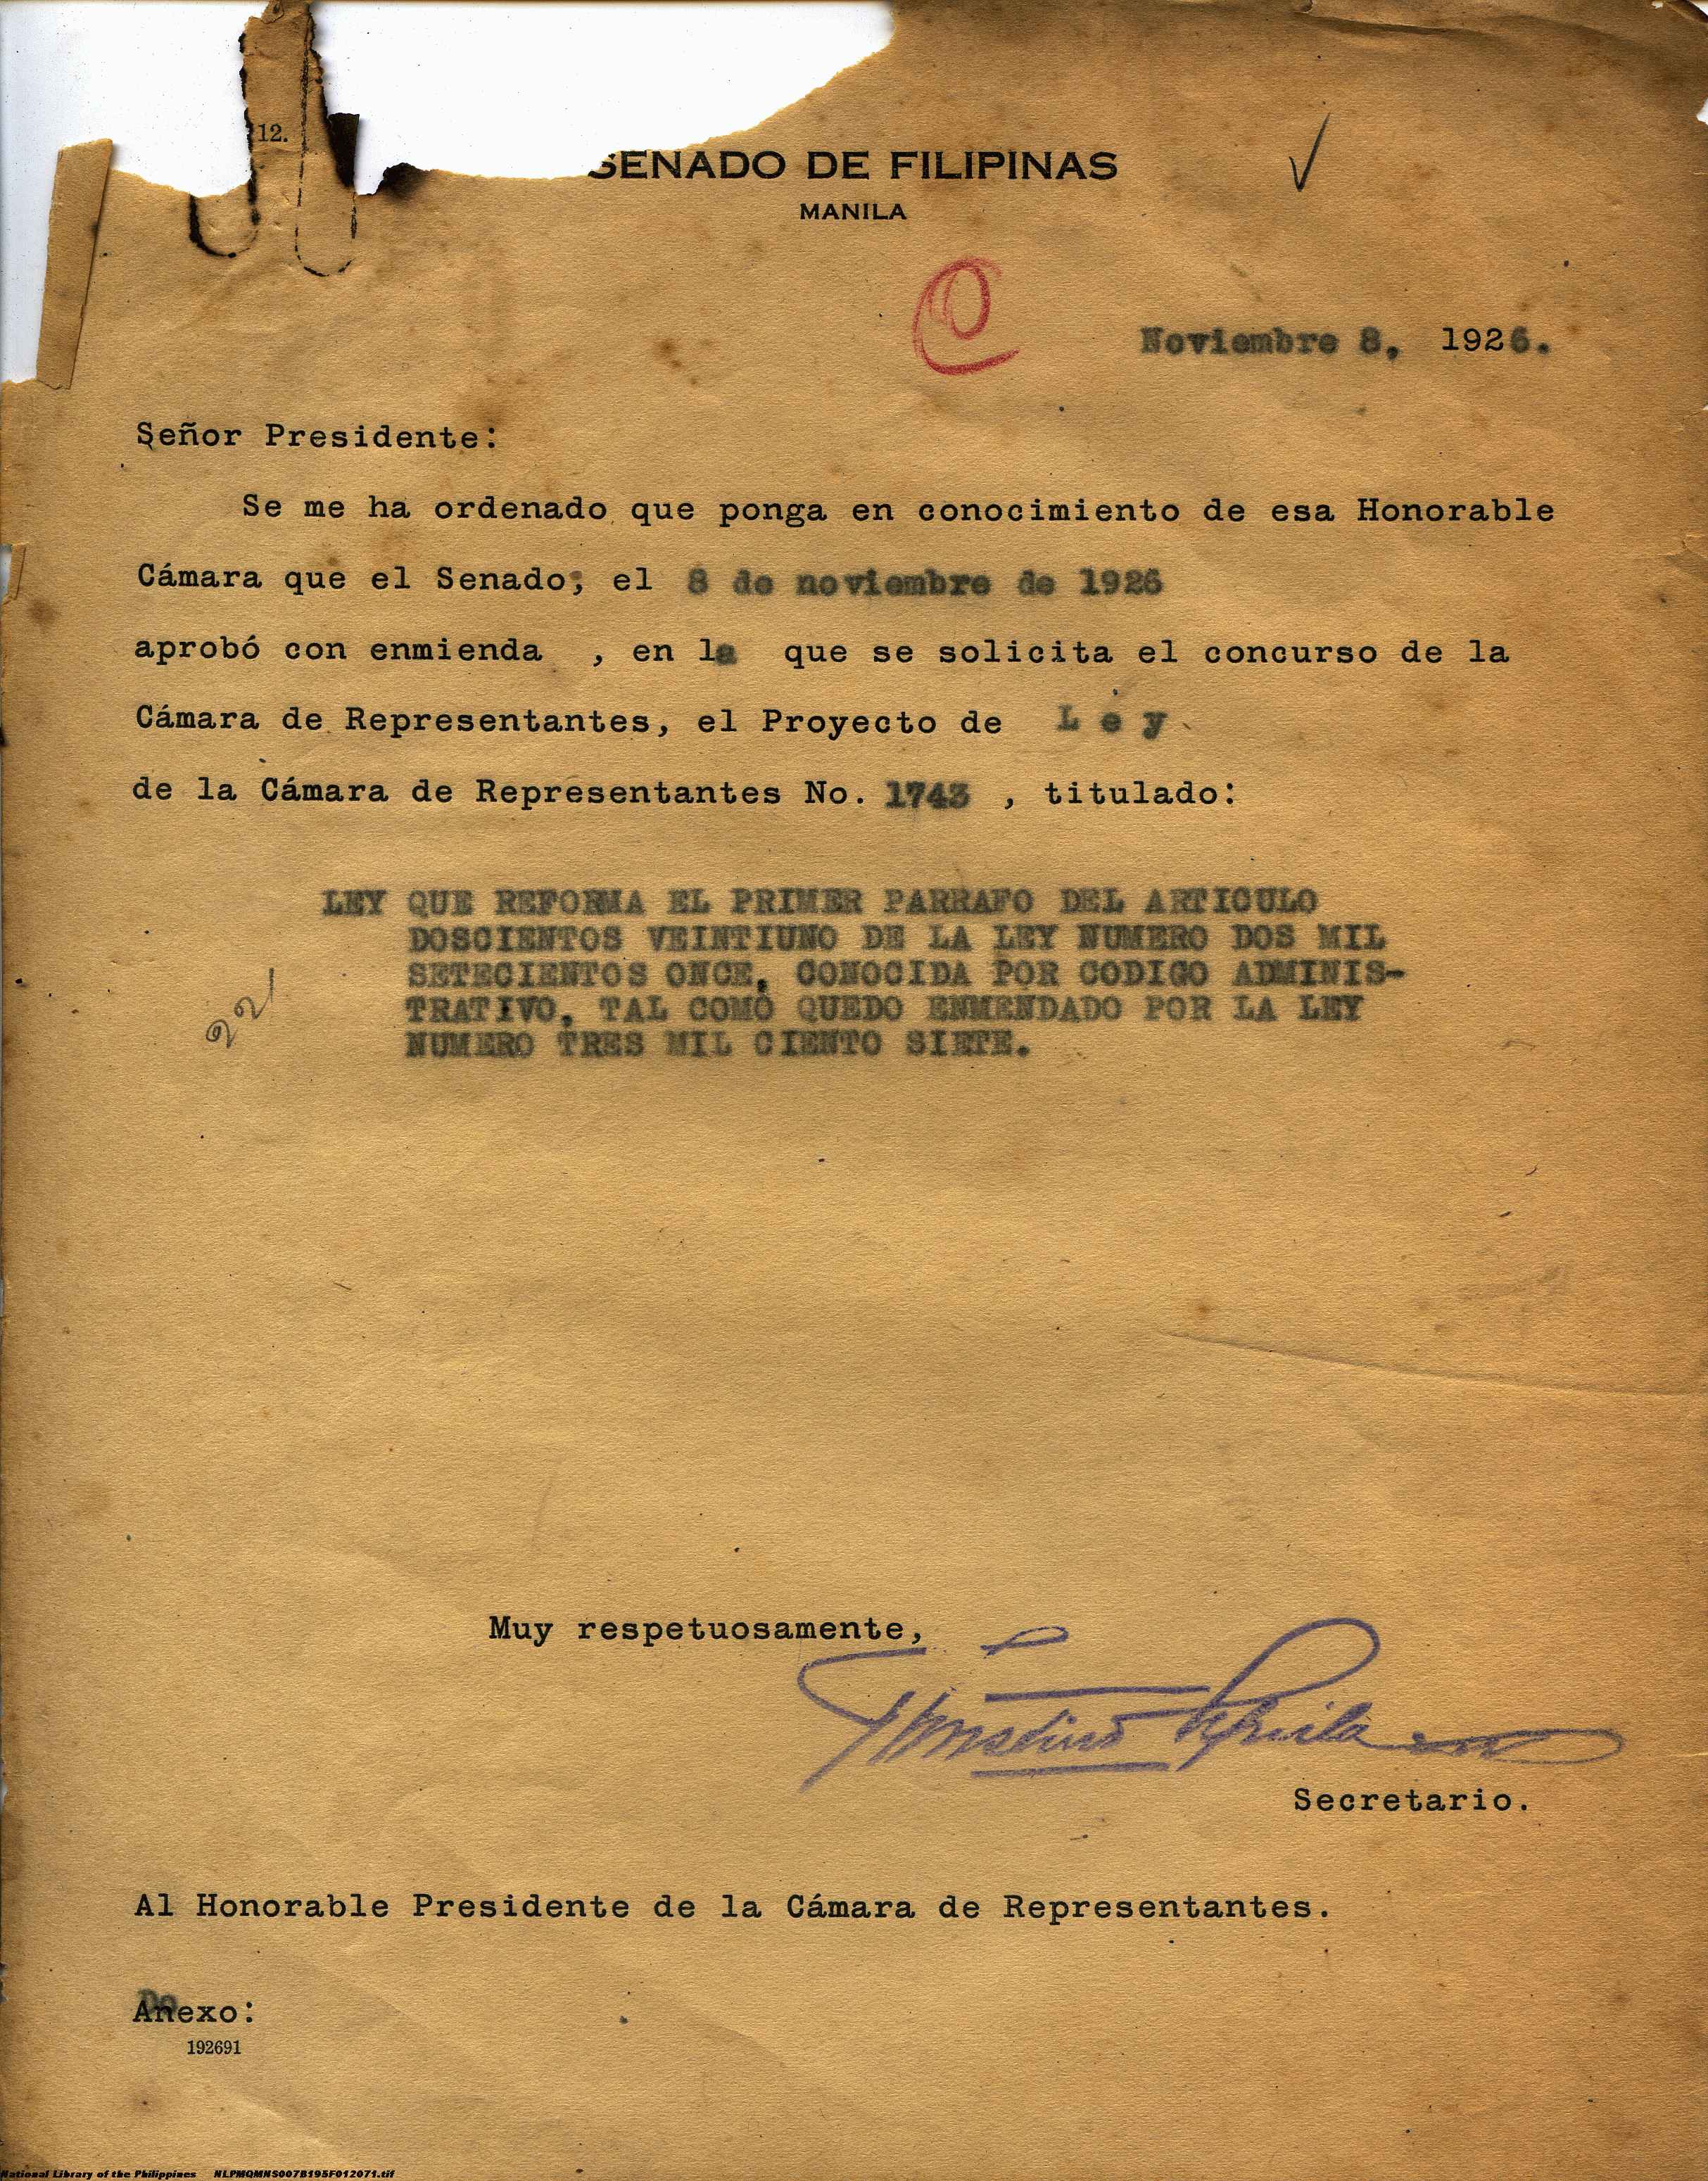 12.
SENADO DE FILIPINAS
MANILA
Noviembre 8, 1926.
Señor Presidente:
Se me ha ordenado que ponga en conocimiento de esa Honorable
Cámara que el Senado, el 8 de noviembre de 1926
aprobó con enmienda , en la que se solicita el concurso de la
Cámara de Representantes, el Proyecto de Ley
de la Cámara de Representantes No. 1743 , titulado:
LEY QUE REFORMA EL PRIMER PARRAFO DEL ARTICULO
DOSCIENTOS VEINTIUNO DE LA LEY NUMERO DOS MIL
SETECIENTOS ONCE, CONOCIDA POR CODIGO ADMINIS-
TRATIVO, TAL COMO QUEDO ENMENDADO POR LA LEY
NUMERO TRES MIL CIENTO SIETE.
Muy respetuosamente,
Secretario.
Al Honorable Presidente de la Cámara de Representantes.
Anexo:
192691
National Library of the Philippines NLPMQMNS007B195F012071.tif